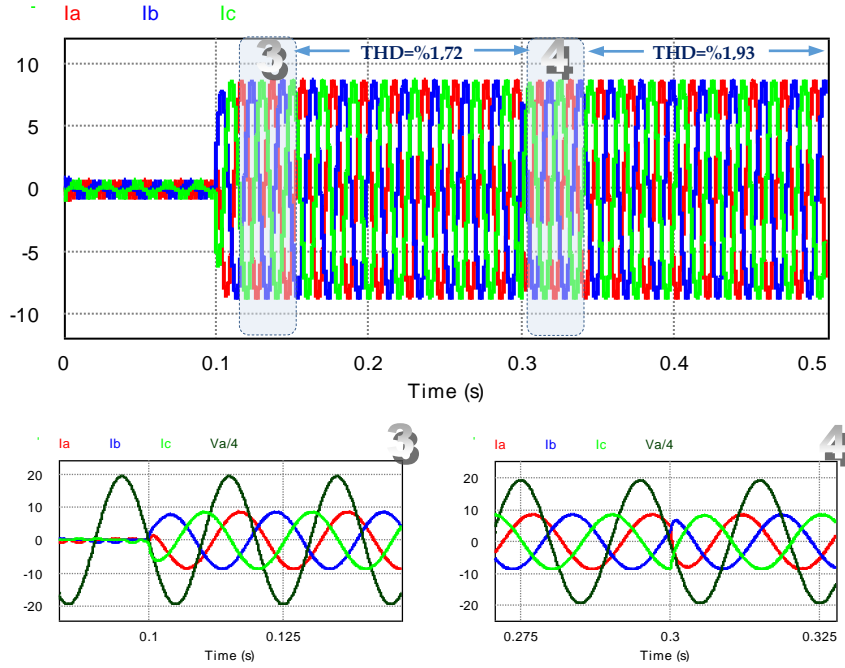 Ia Ib Ic
3 THD=%1,72 4 THD=%1,93
10
5
0
-5
-10
0 0.1 0.2 0.3 0.4 0.5
Time (s)
3
Ia Ib Ic Va/4
20
10
0
-10
-20
0.1 0.125
Time (s)
4
Ia Ib Ic Va/4
20
10
0
-10
-20
0.275 0.3 0.325
Time (s)